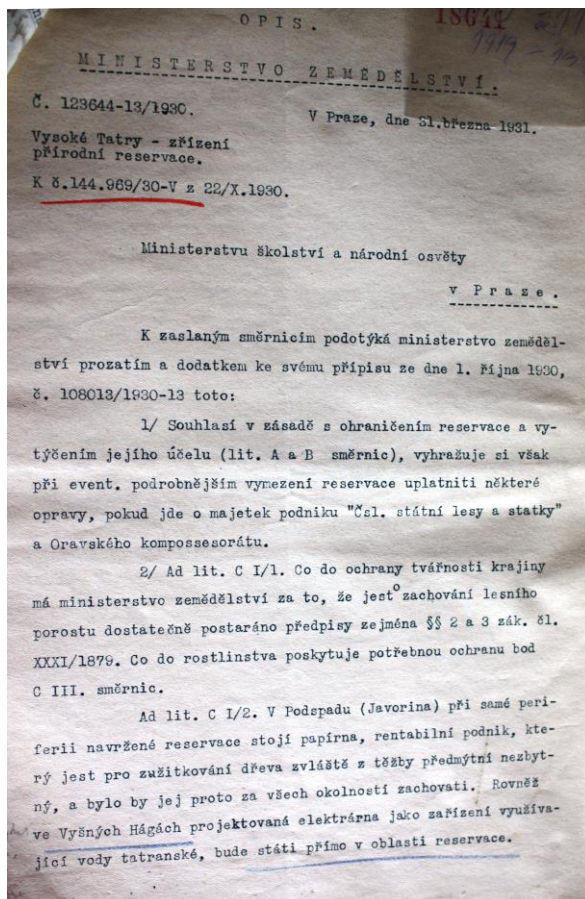 OPIS.
18641
MINISTERSTVO ZEMĚDĚLSTVÍ.
Č. 123644-13/1930.
V Praze, dne 31.března 1931.
Vysoké Tatry - zřízení
přírodní reservace.
K č.144.969/30-V z 22/X.1930.
Ministerstvu školství a národní osvěty
v Praze.
K zaslaným směrnicím podotýká ministerstvo zeměděl-
ství prozatím a dodatkem ke svému přípisu ze dne 1. října 1930,
č. 108013/1930-13 toto:
1/ Souhlasí v zásadě s ohraničením reservace a vy-
týčením jejího účelu (lit. A a B směrnic), vyhražuje si však
při event. podrobnějším vymezení reservace uplatniti některé
opravy, pokud jde o majetek podniku "Čsl. státní lesy a statky"
a Oravského kompossesorátu.
2/ Ad lit. C I/1. Co do ochrany tvářnosti krajiny
má ministerstvo zemědělství za to, že jest o zachování lesního
porostu dostatečně postaráno předpisy zejména §§ 2 a 3 zák. čl.
XXXI/1879. Co do rostlinstva poskytuje potřebnou ochranu bod
C III. směrnic.
Ad lit. C I/2. V Podspadu (Javorina) při samé peri-
ferii navržené reservace stojí papírna, rentabilní podnik, kte-
rý jest pro zužitkování dřeva zvláště z těžby předmýtní nezbyt-
ný, a bylo by jej proto za všech okolností zachovati. Rovněž
ve Vyšných Hágách projektovaná elektrárna jako zařízení využíva-
jící vody tatranské, bude státi přímo v oblasti reservace.